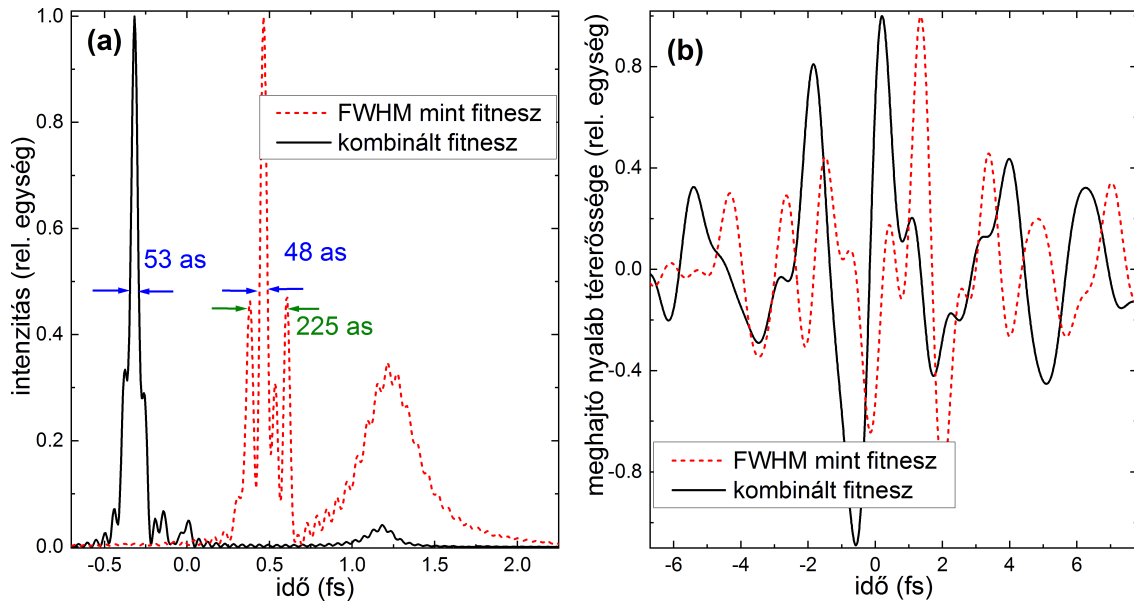 (a)
1.0
0.8
0.6
0.4
0.2
0.0
intenzitás (rel. egység)
FWHM mint fitnesz
kombinált fitnesz
53 as
48 as
225 as
-0.5 0.0 0.5 1.0 1.5 2.0
idő (fs)
(b)
0.8
0.4
0.0
-0.4
-0.8
meghajtó nyaláb térerőssége (rel. egység)
FWHM mint fitnesz
kombinált fitnesz
-6 -4 -2 0 2 4 6
idő (fs)